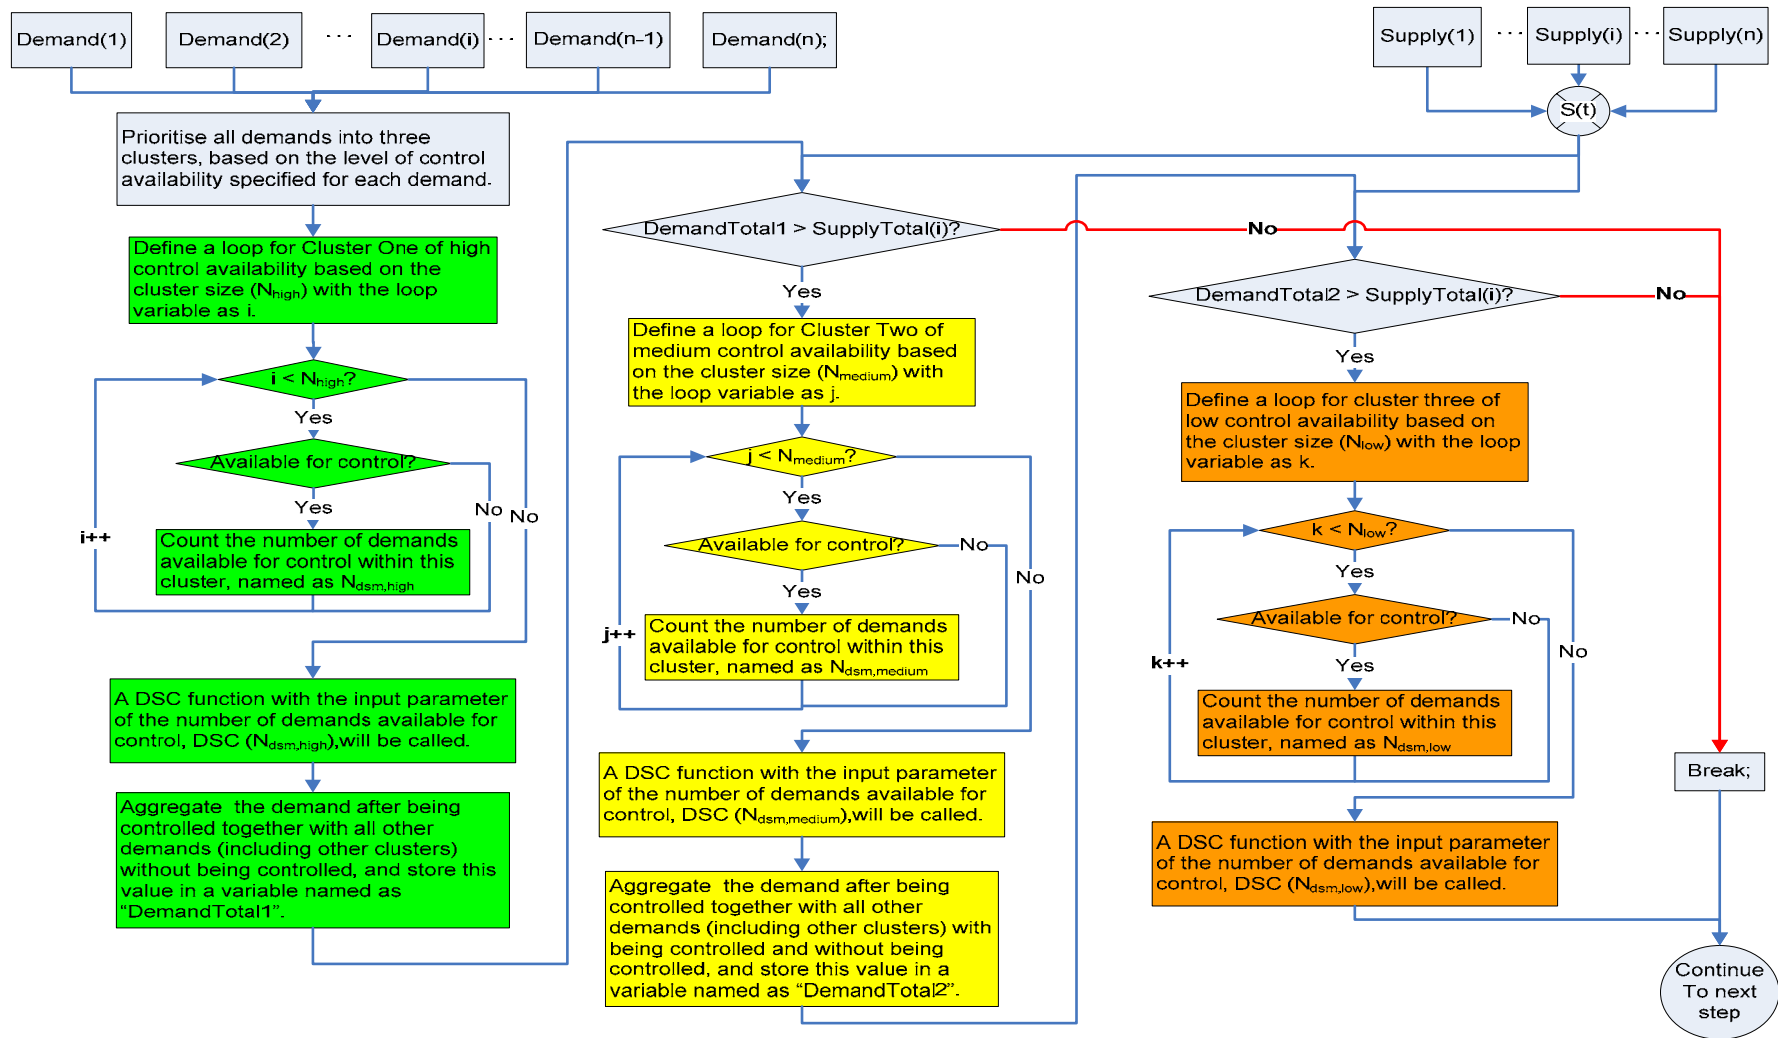 Demand(1)
Demand(2)
...
Demand(i)
...
Demand(n-1)
Demand(n);
Supply(1)
...
Supply(i)
...
Supply(n)
S(t)
Prioritise all demands into three
clusters, based on the level of control
availability specified for each demand.
Define a loop for Cluster One of high
control availability based on the
cluster size (Nhigh) with the loop
variable as i.
i < Nhigh?
Yes
Available for control?
Yes
No
No
i++
Count the number of demands
available for control within this
cluster, named as Ndsm,high
A DSC function with the input parameter
of the number of demands available for
control, DSC (Ndsm,high),will be called.
Aggregate  the demand after being
controlled together with all other
demands (including other clusters)
without being controlled, and store this
value in a variable named as
“DemandTotal1”.
DemandTotal1 > SupplyTotal(i)?
No
Yes
Define a loop for Cluster Two of
medium control availability based
on the cluster size (Nmedium) with
the loop variable as j.
j < Nmedium?
Yes
Available for control?
No
No
Yes
j++
Count the number of demands
available for control within this
cluster, named as Ndsm,medium
A DSC function with the input parameter
of the number of demands available for
control, DSC (Ndsm,medium),will be called.
Aggregate  the demand after being
controlled together with all other
demands (including other clusters) with
being controlled and without being
controlled, and store this value in a
variable named as “DemandTotal2”.
DemandTotal2 > SupplyTotal(i)?
No
Yes
Define a loop for cluster three of
low control availability based on
the cluster size (Nlow) with the loop
variable as k.
k < Nlow?
Yes
Available for control?
No
No
Yes
k++
Count the number of demands
available for control within this
cluster, named as Ndsm,low
A DSC function with the input parameter
of the number of demands available for
control, DSC (Ndsm,low),will be called.
Break;
Continue
To next
step